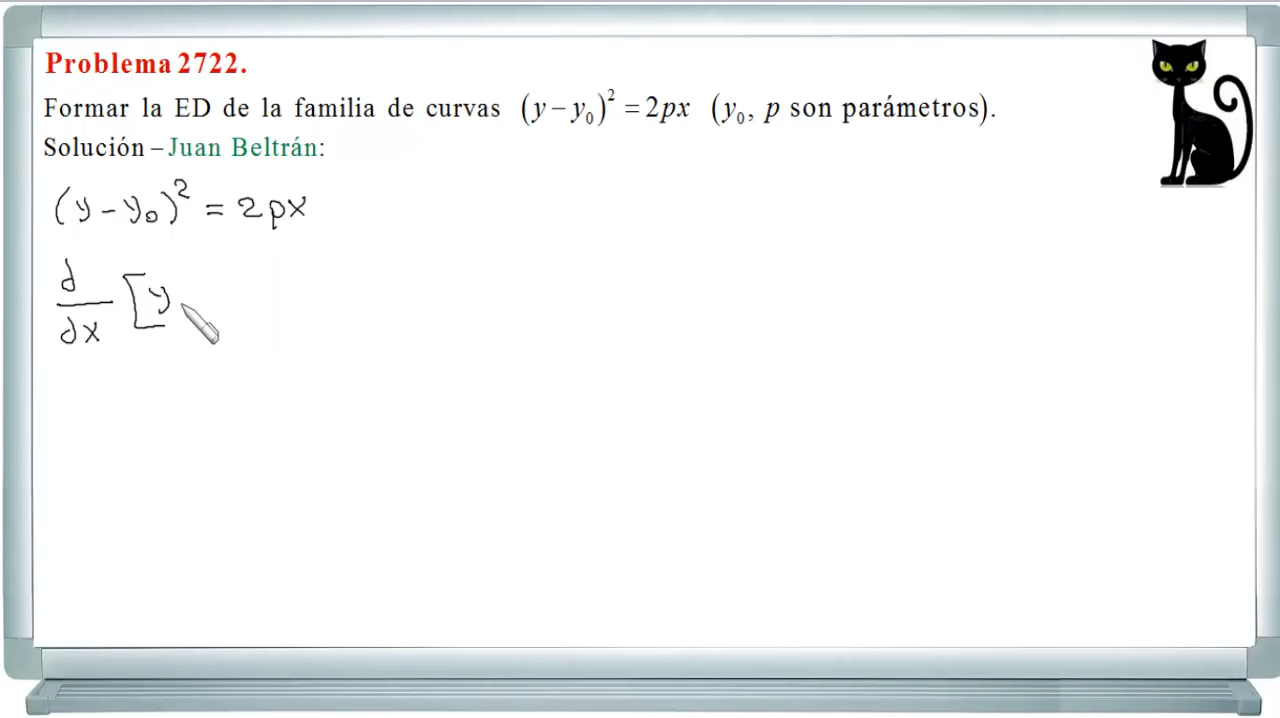 Problema 2722.
Formar la ED de la familia de curvas (y − y₀)² = 2px (y₀, p son parámetros).
Solución – Juan Beltrán:
(y − y₀)² = 2px
d/dx [y